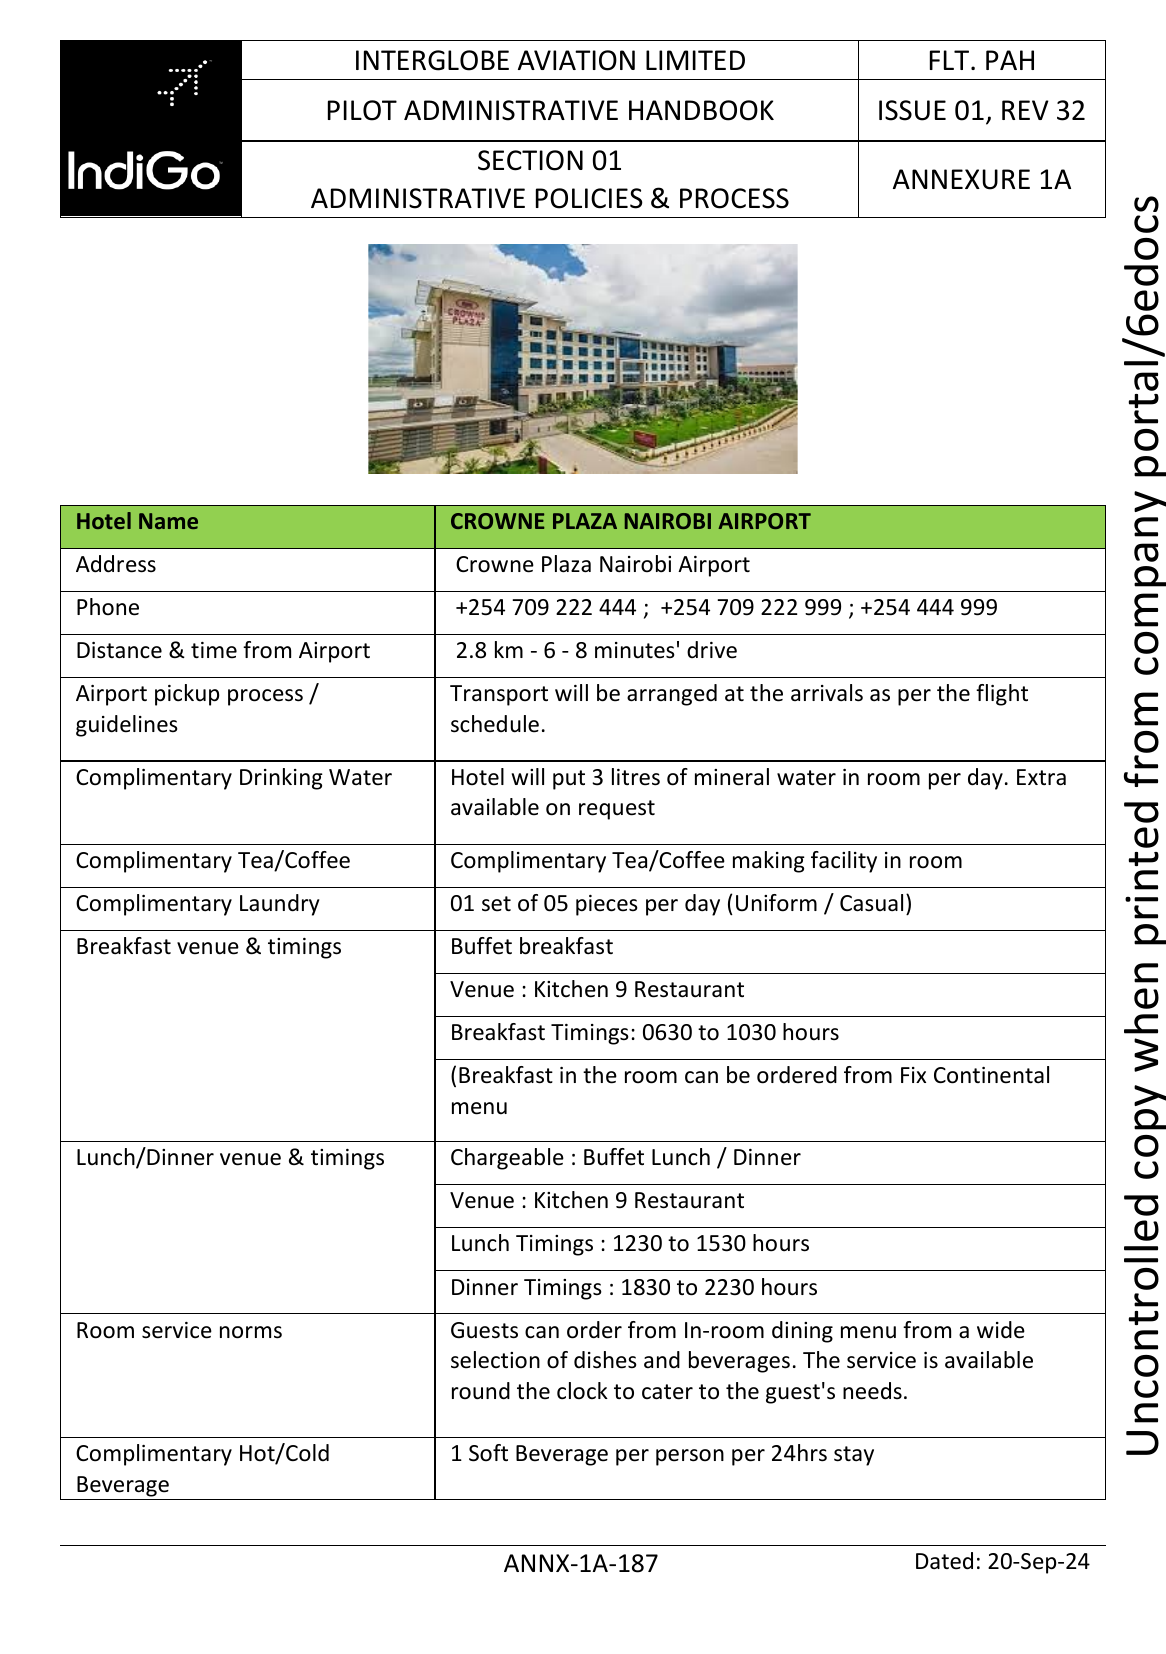 IndiGo
INTERGLOBE AVIATION LIMITED
FLT. PAH
PILOT ADMINISTRATIVE HANDBOOK
ISSUE 01, REV 32
SECTION 01
ADMINISTRATIVE POLICIES & PROCESS
ANNEXURE 1A
CROWNE
PLAZA
Hotel Name
CROWNE PLAZA NAIROBI AIRPORT
Address
Crowne Plaza Nairobi Airport
Phone
+254 709 222 444 ;  +254 709 222 999 ; +254 444 999
Distance & time from Airport
2.8 km - 6 - 8 minutes' drive
Airport pickup process /
guidelines
Transport will be arranged at the arrivals as per the flight
schedule.
Complimentary Drinking Water
Hotel will put 3 litres of mineral water in room per day. Extra
available on request
Complimentary Tea/Coffee
Complimentary Tea/Coffee making facility in room
Complimentary Laundry
01 set of 05 pieces per day (Uniform / Casual)
Breakfast venue & timings
Buffet breakfast
Venue : Kitchen 9 Restaurant
Breakfast Timings: 0630 to 1030 hours
(Breakfast in the room can be ordered from Fix Continental
menu
Lunch/Dinner venue & timings
Chargeable : Buffet Lunch / Dinner
Venue : Kitchen 9 Restaurant
Lunch Timings : 1230 to 1530 hours
Dinner Timings : 1830 to 2230 hours
Room service norms
Guests can order from In-room dining menu from a wide
selection of dishes and beverages. The service is available
round the clock to cater to the guest's needs.
Complimentary Hot/Cold
Beverage
1 Soft Beverage per person per 24hrs stay
ANNX-1A-187
Dated: 20-Sep-24
Uncontrolled copy when printed from company portal/6edocs